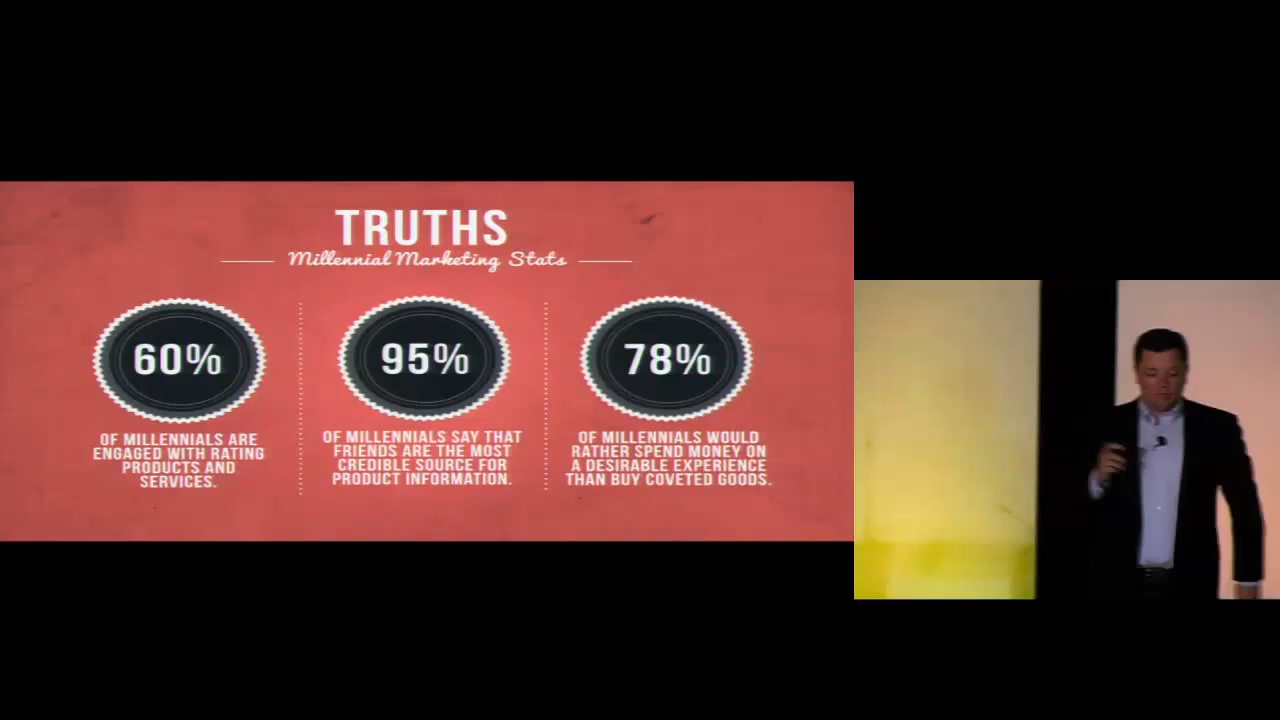 TRUTHS
Millennial Marketing Stats
60%
OF MILLENNIALS ARE
ENGAGED WITH RATING
PRODUCTS AND
SERVICES.
95%
OF MILLENNIALS SAY THAT
FRIENDS ARE THE MOST
CREDIBLE SOURCE FOR
PRODUCT INFORMATION.
78%
OF MILLENNIALS WOULD
RATHER SPEND MONEY ON
A DESIRABLE EXPERIENCE
THAN BUY COVETED GOODS.